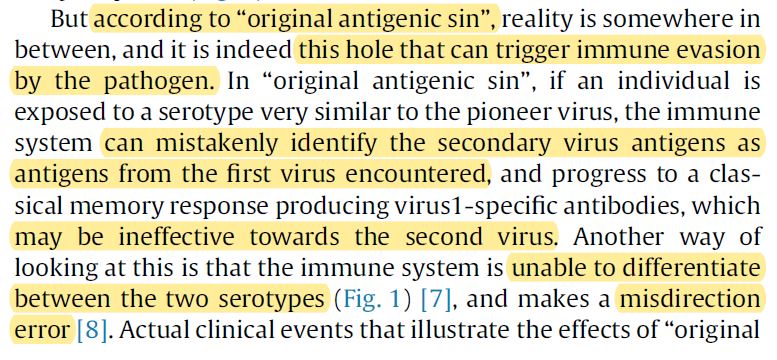 But according to “original antigenic sin”, reality is somewhere in
between, and it is indeed this hole that can trigger immune evasion
by the pathogen. In “original antigenic sin”, if an individual is
exposed to a serotype very similar to the pioneer virus, the immune
system can mistakenly identify the secondary virus antigens as
antigens from the first virus encountered, and progress to a clas-
sical memory response producing virus1-specific antibodies, which
may be ineffective towards the second virus. Another way of
looking at this is that the immune system is unable to differentiate
between the two serotypes (Fig. 1) [7], and makes a misdirection
error [8]. Actual clinical events that illustrate the effects of “original